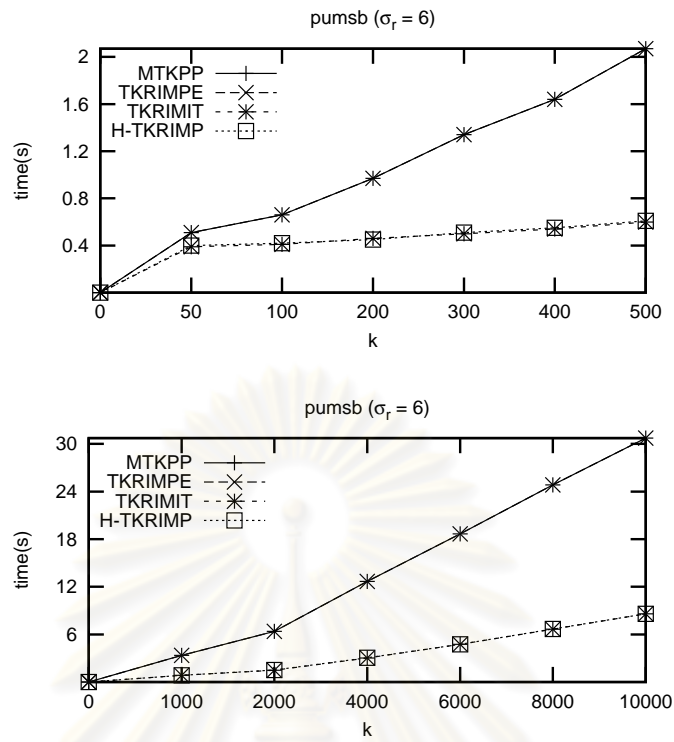 pumsb (σr = 6)
2
1.6
1.2
0.8
0.4
time(s)
MTKPP
TKRIMPE
TKRIMIT
H-TKRIMP
0 50 100 200 300 400 500
k
pumsb (σr = 6)
30
24
18
12
6
time(s)
MTKPP
TKRIMPE
TKRIMIT
H-TKRIMP
0 1000 2000 4000 6000 8000 10000
k